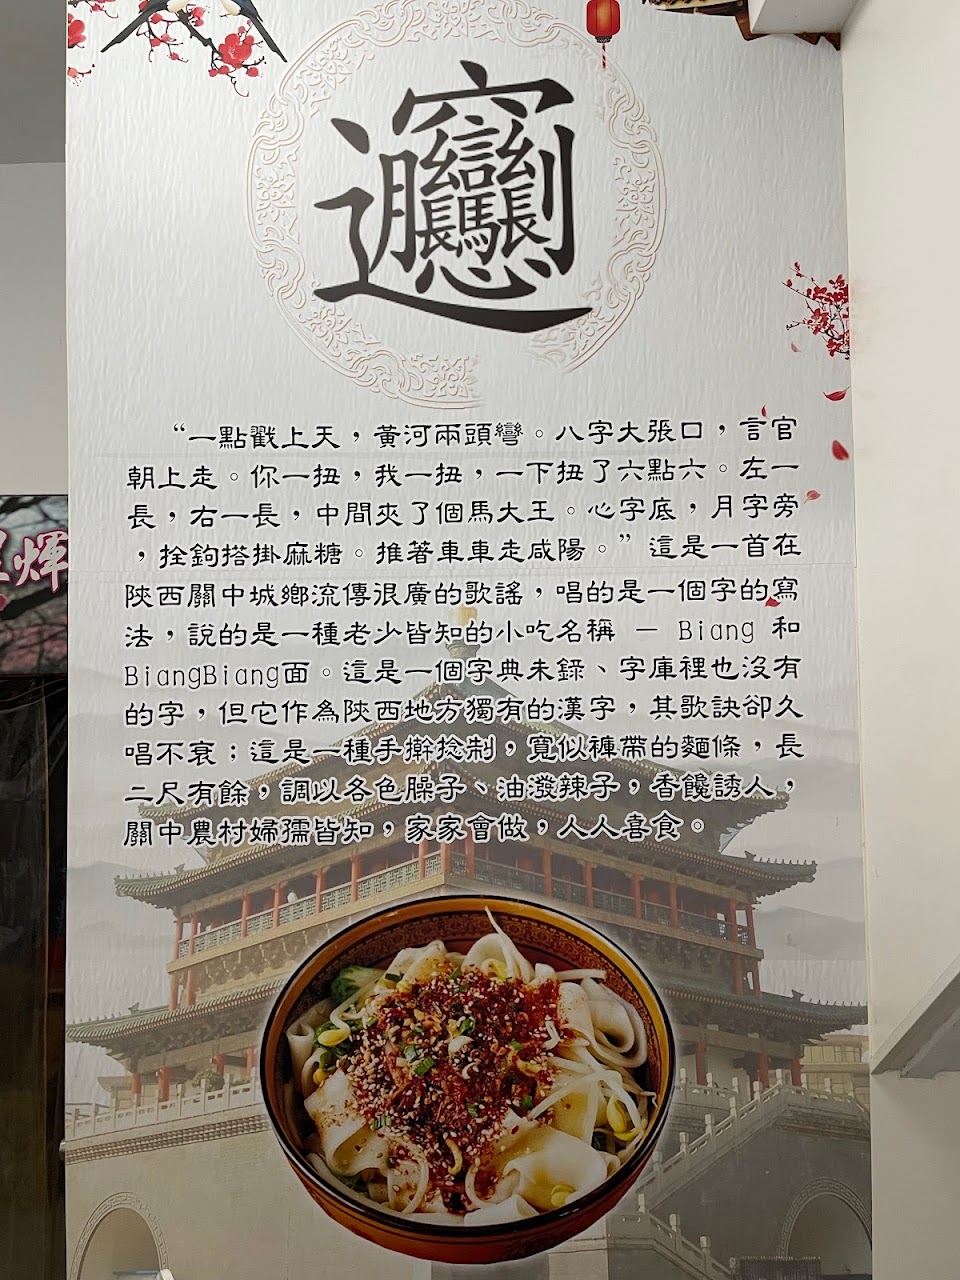 𰻞
“一點戳上天，黃河兩頭彎。八字大張口，言官
朝上走。你一扭，我一扭，一下扭了六點六。左一
長，右一長，中間夾了個馬大王。心字底，月字旁
，拴鉤搭掛麻糖。推著車車走咸陽。”這是一首在
陝西關中城鄉流傳很廣的歌謠，唱的是一個字的寫
法，說的是一種老少皆知的小吃名稱 — Biang 和
BiangBiang面。這是一個字典未錄、字庫裡也沒有
的字，但它作為陝西地方獨有的漢字，其歌訣卻久
唱不衰；這是一種手擀捻制，寬似褲帶的麵條，長
二尺有餘，調以各色臊子、油潑辣子，香饞誘人，
關中農村婦孺皆知，家家會做，人人喜食。
輝